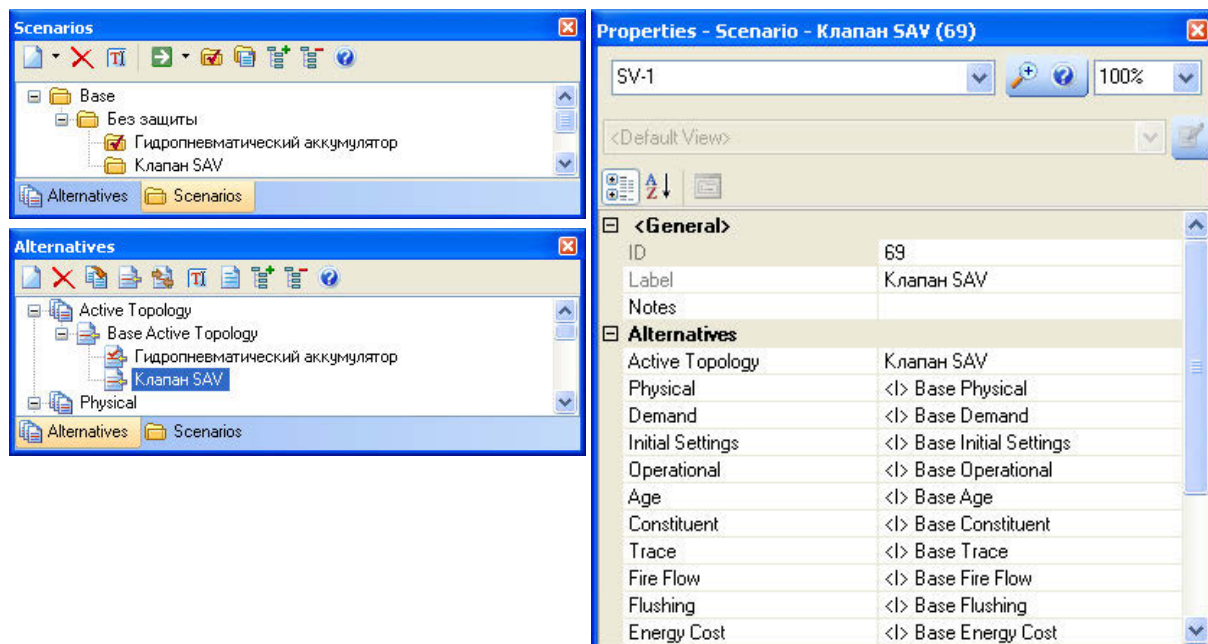 Scenarios
Base
Без защиты
Гидропневматический аккумулятор
Клапан SAV
Alternatives Scenarios
Alternatives
Active Topology
Base Active Topology
Гидропневматический аккумулятор
Клапан SAV
Physical
Alternatives Scenarios
Properties - Scenario - Клапан SAV (69)
SV-1 100%
<Default View>
<General>
ID 69
Label Клапан SAV
Notes
Alternatives
Active Topology Клапан SAV
Physical <I> Base Physical
Demand <I> Base Demand
Initial Settings <I> Base Initial Settings
Operational <I> Base Operational
Age <I> Base Age
Constituent <I> Base Constituent
Trace <I> Base Trace
Fire Flow <I> Base Fire Flow
Flushing <I> Base Flushing
Energy Cost <I> Base Energy Cost